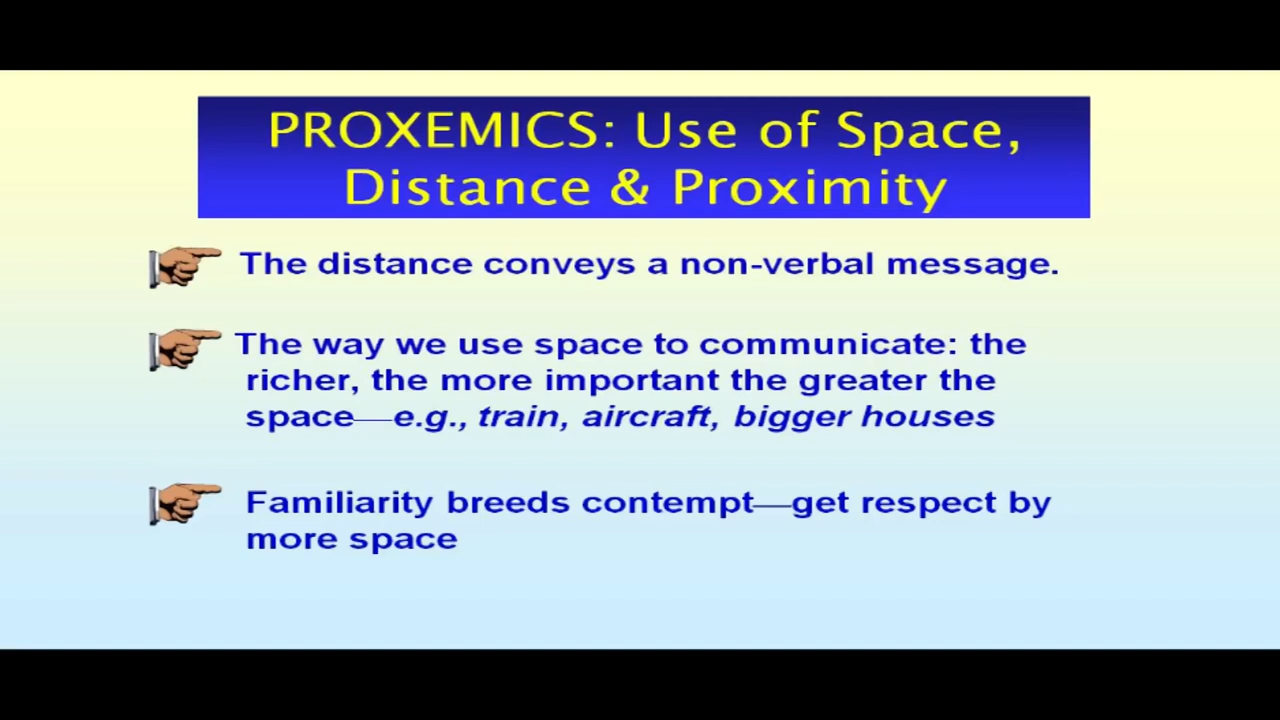 PROXEMICS: Use of Space,
Distance & Proximity
The distance conveys a non-verbal message.
The way we use space to communicate: the
richer, the more important the greater the
space—e.g., train, aircraft, bigger houses
Familiarity breeds contempt—get respect by
more space